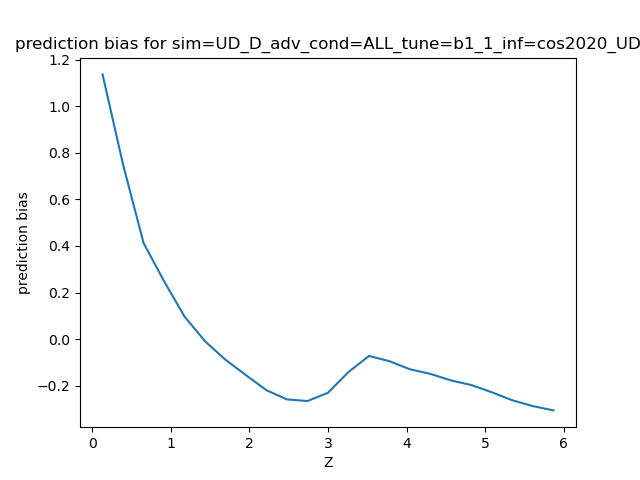 prediction bias for sim=UD_D_adv_cond=ALL_tune=b1_1_inf=cos2020_UD
1.2
1.0
0.8
0.6
0.4
0.2
0.0
−0.2
prediction bias
0 1 2 3 4 5 6
Z